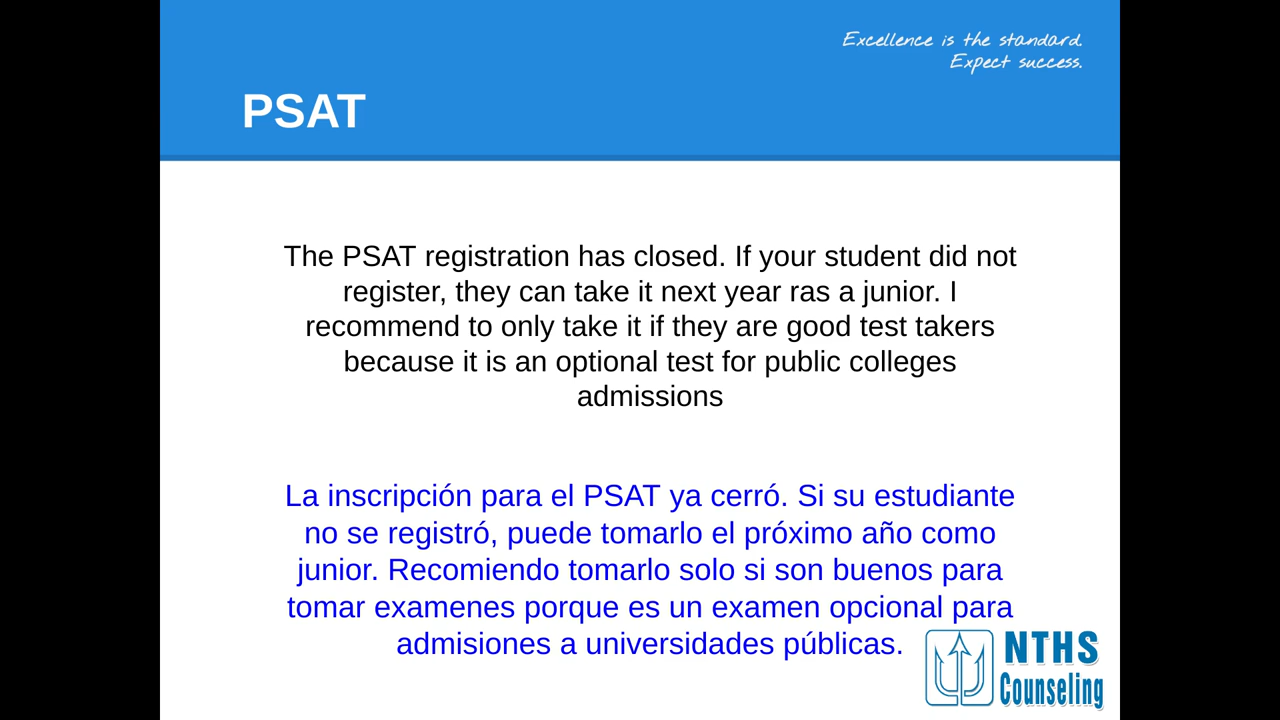 Excellence is the standard.
Expect success.
PSAT
The PSAT registration has closed. If your student did not
register, they can take it next year ras a junior. I
recommend to only take it if they are good test takers
because it is an optional test for public colleges
admissions
La inscripción para el PSAT ya cerró. Si su estudiante
no se registró, puede tomarlo el próximo año como
junior. Recomiendo tomarlo solo si son buenos para
tomar examenes porque es un examen opcional para
admisiones a universidades públicas.
NTHS
Counseling